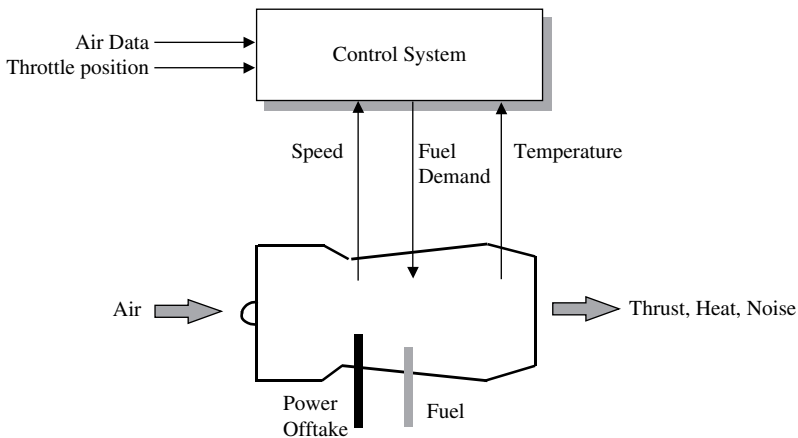 Air Data
Throttle position
Control System
Speed
Fuel
Demand
Temperature
Air
Thrust, Heat, Noise
Power
Offtake
Fuel